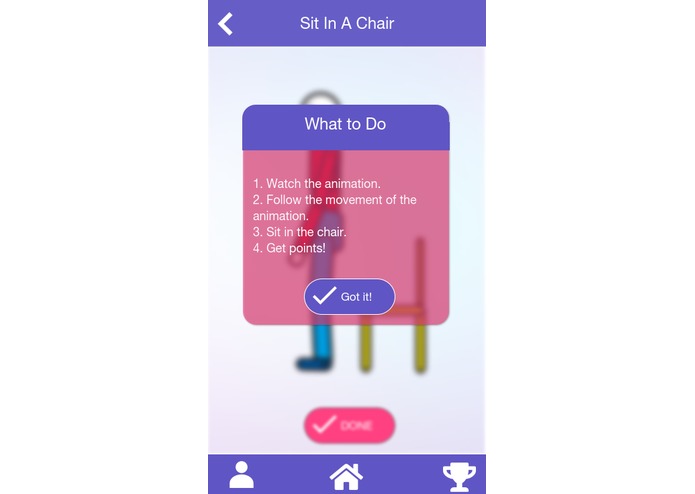 Sit In A Chair
What to Do
1. Watch the animation.
2. Follow the movement of the
animation.
3. Sit in the chair.
4. Get points!
Got it!
DONE